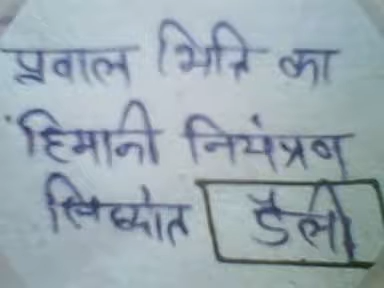 प्रवाल भित्ति का
हिमानी नियंत्रण
सिध्दांत डैली